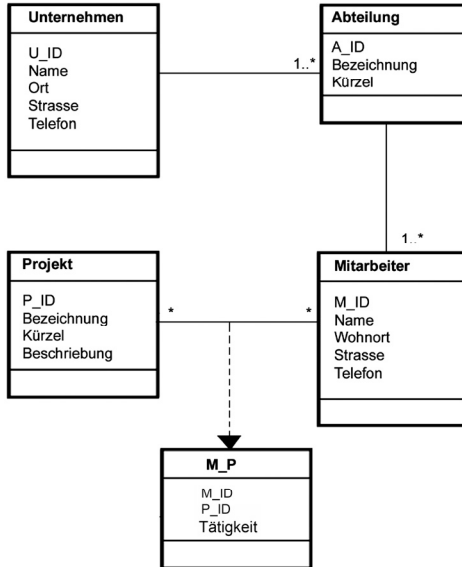 Unternehmen
U_ID
Name
Ort
Strasse
Telefon
1..*
Abteilung
A_ID
Bezeichnung
Kürzel
1..*
Projekt
P_ID
Bezeichnung
Kürzel
Beschriebung
*
*
Mitarbeiter
M_ID
Name
Wohnort
Strasse
Telefon
M_P
M_ID
P_ID
Tätigkeit